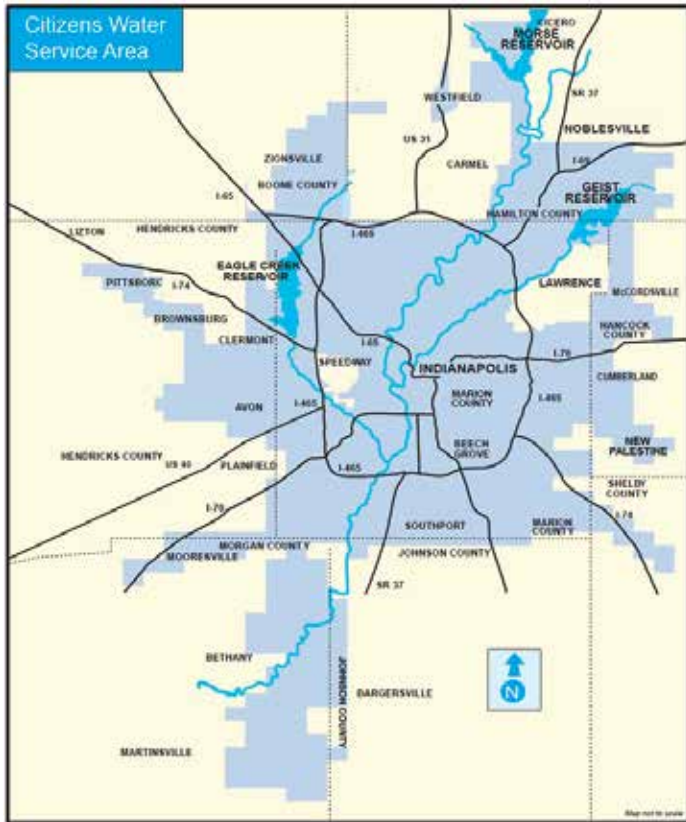 Citizens Water
Service Area
CICERO
MORSE
RESERVOIR
SR 37
WESTFIELD
NOBLESVILLE
US 31
ZIONSVILLE
CARMEL
I-69
BOONE COUNTY
GEIST
RESERVOIR
I-65
HAMILTON COUNTY
LIZTON
HENDRICKS COUNTY
I-465
EAGLE CREEK
RESERVOIR
PITTSBORO
I-74
LAWRENCE
McCORDSVILLE
BROWNSBURG
HANCOCK
COUNTY
CLERMONT
I-65
SPEEDWAY
INDIANAPOLIS
I-70
CUMBERLAND
MARION
COUNTY
AVON
I-465
I-465
BEECH
GROVE
NEW
PALESTINE
HENDRICKS COUNTY
US 40
PLAINFIELD
I-465
SHELBY
COUNTY
I-70
I-74
SOUTHPORT
MARION
COUNTY
MORGAN COUNTY
MOORESVILLE
JOHNSON COUNTY
SR 37
BETHANY
JOHNSON COUNTY
BARGERSVILLE
N
MARTINSVILLE
Map not to scale